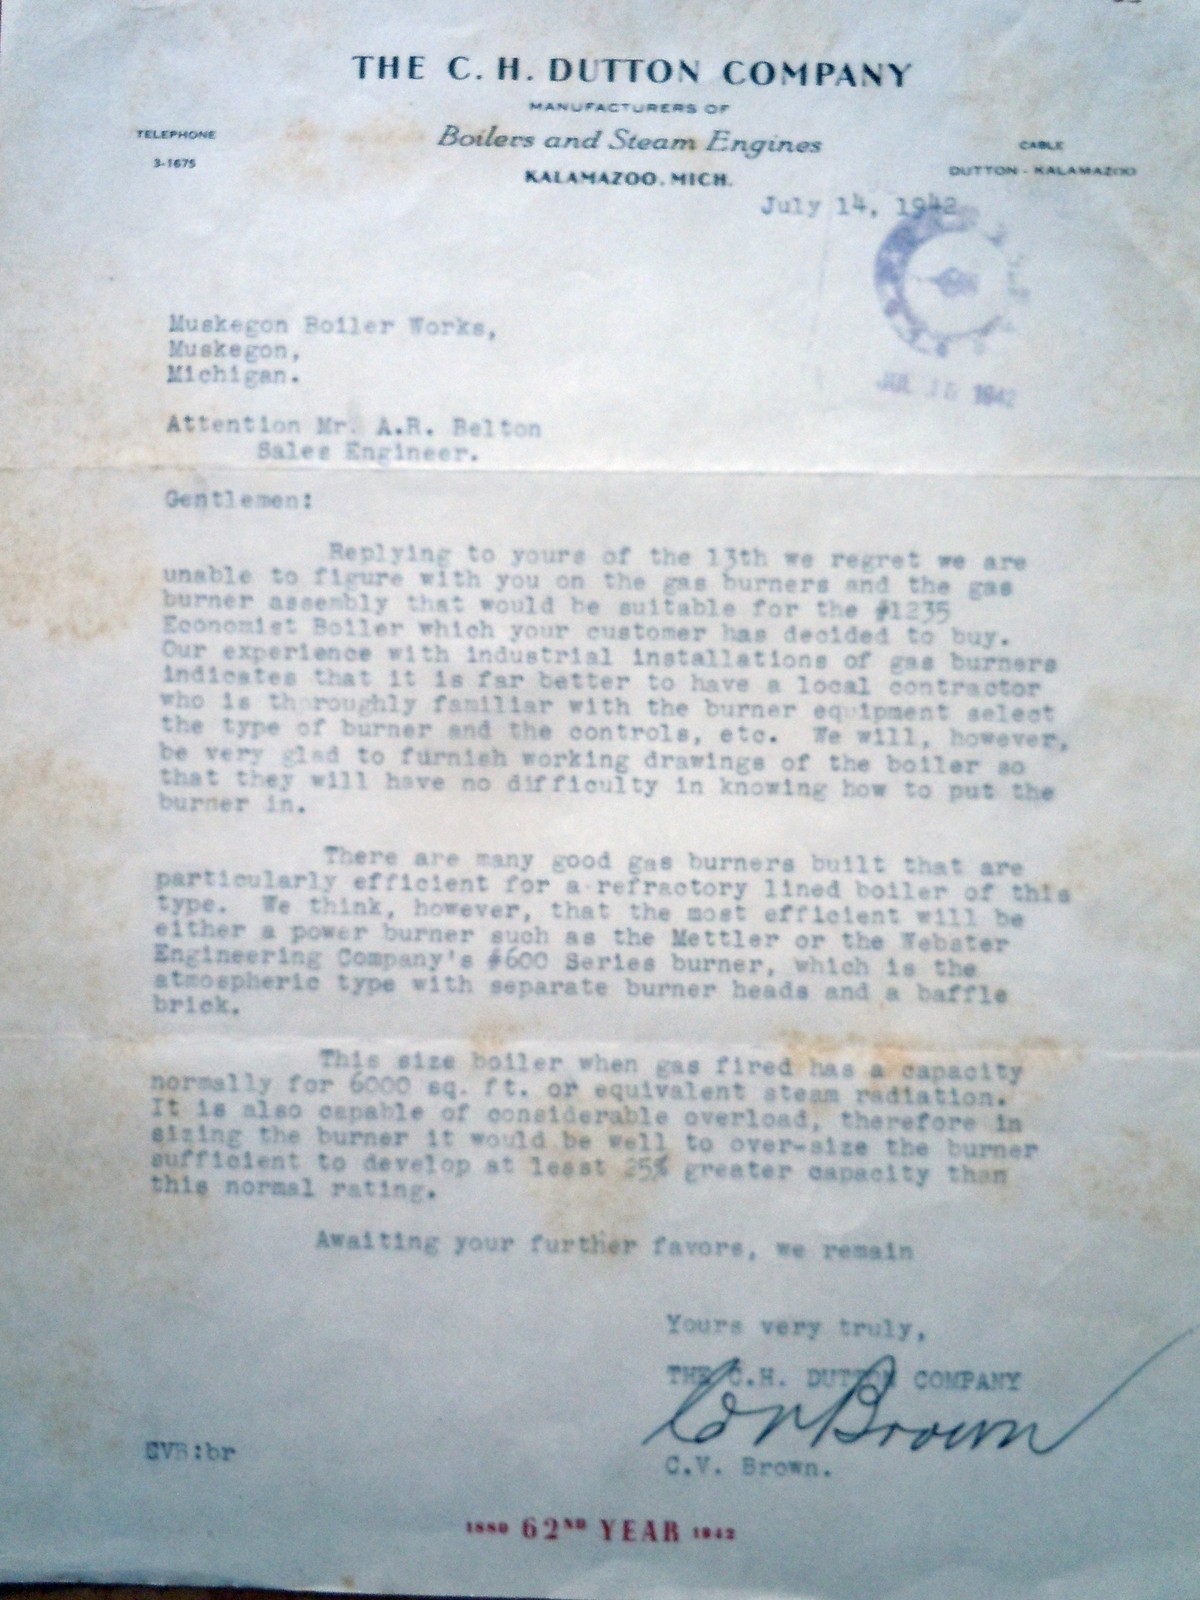 THE C. H. DUTTON COMPANY
MANUFACTURERS OF
Boilers and Steam Engines
KALAMAZOO, MICH.
TELEPHONE
3-1675
CABLE
DUTTON - KALAMAZOO
July 14, 1942
JUL 1942
Muskegon Boiler Works,
Muskegon,
Michigan.
Attention Mr. A.R. Belton
Sales Engineer.
Gentlemen:
Replying to yours of the 13th we regret we are
unable to figure with you on the gas burners and the gas
burner assembly that would be suitable for the #1235
Economist Boiler which your customer has decided to buy.
Our experience with industrial installations of gas burners
indicates that it is far better to have a local contractor
who is thoroughly familiar with the burner equipment select
the type of burner and the controls, etc. We will, however,
be very glad to furnish working drawings of the boiler so
that they will have no difficulty in knowing how to put the
burner in.
There are many good gas burners built that are
particularly efficient for a refractory lined boiler of this
type. We think, however, that the most efficient will be
either a power burner such as the Mettler or the Webster
Engineering Company's #600 Series burner, which is the
atmospheric type with separate burner heads and a baffle
brick.
This size boiler when gas fired has a capacity
normally for 6000 sq. ft. or equivalent steam radiation.
It is also capable of considerable overload, therefore in
sizing the burner it would be well to over-size the burner
sufficient to develop at least 25% greater capacity than
this normal rating.
Awaiting your further favors, we remain
Yours very truly,
THE C.H. DUTTON COMPANY
CV Brown
C.V. Brown.
CVB:br
1880 62ND YEAR 1942